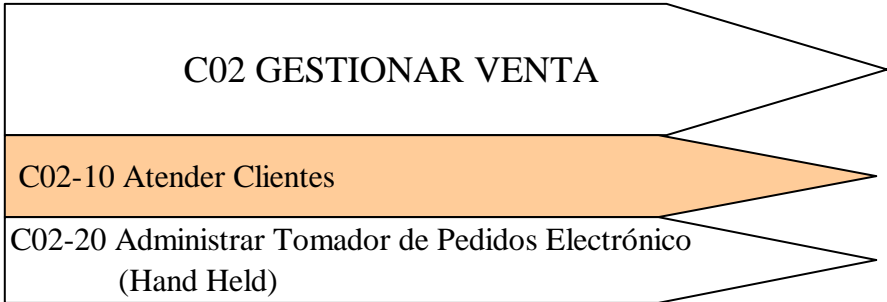 C02 GESTIONAR VENTA
C02-10 Atender Clientes
C02-20 Administrar Tomador de Pedidos Electrónico
(Hand Held)